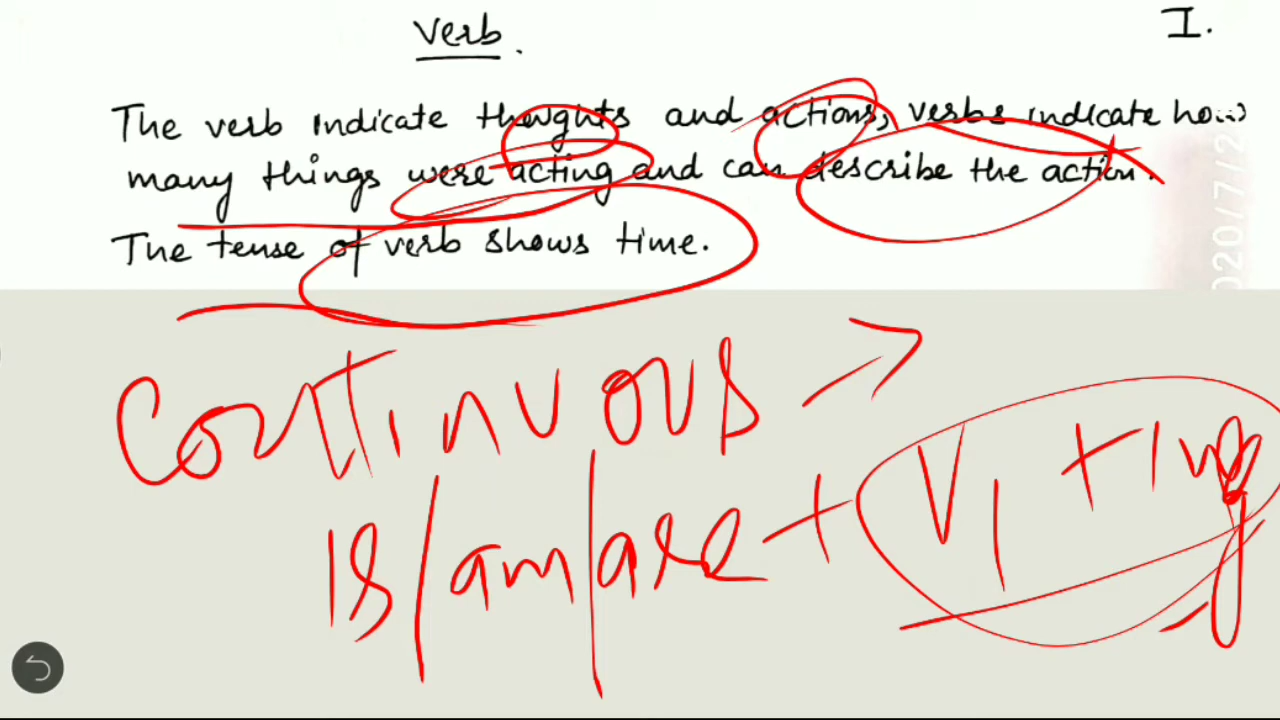 Verb.
I.
The verb indicate thougts and actions, verbs indicate how
many things were acting and can describe the action.
The tense of verb shows time.
Continuous →
is/am/are + V1 + ing